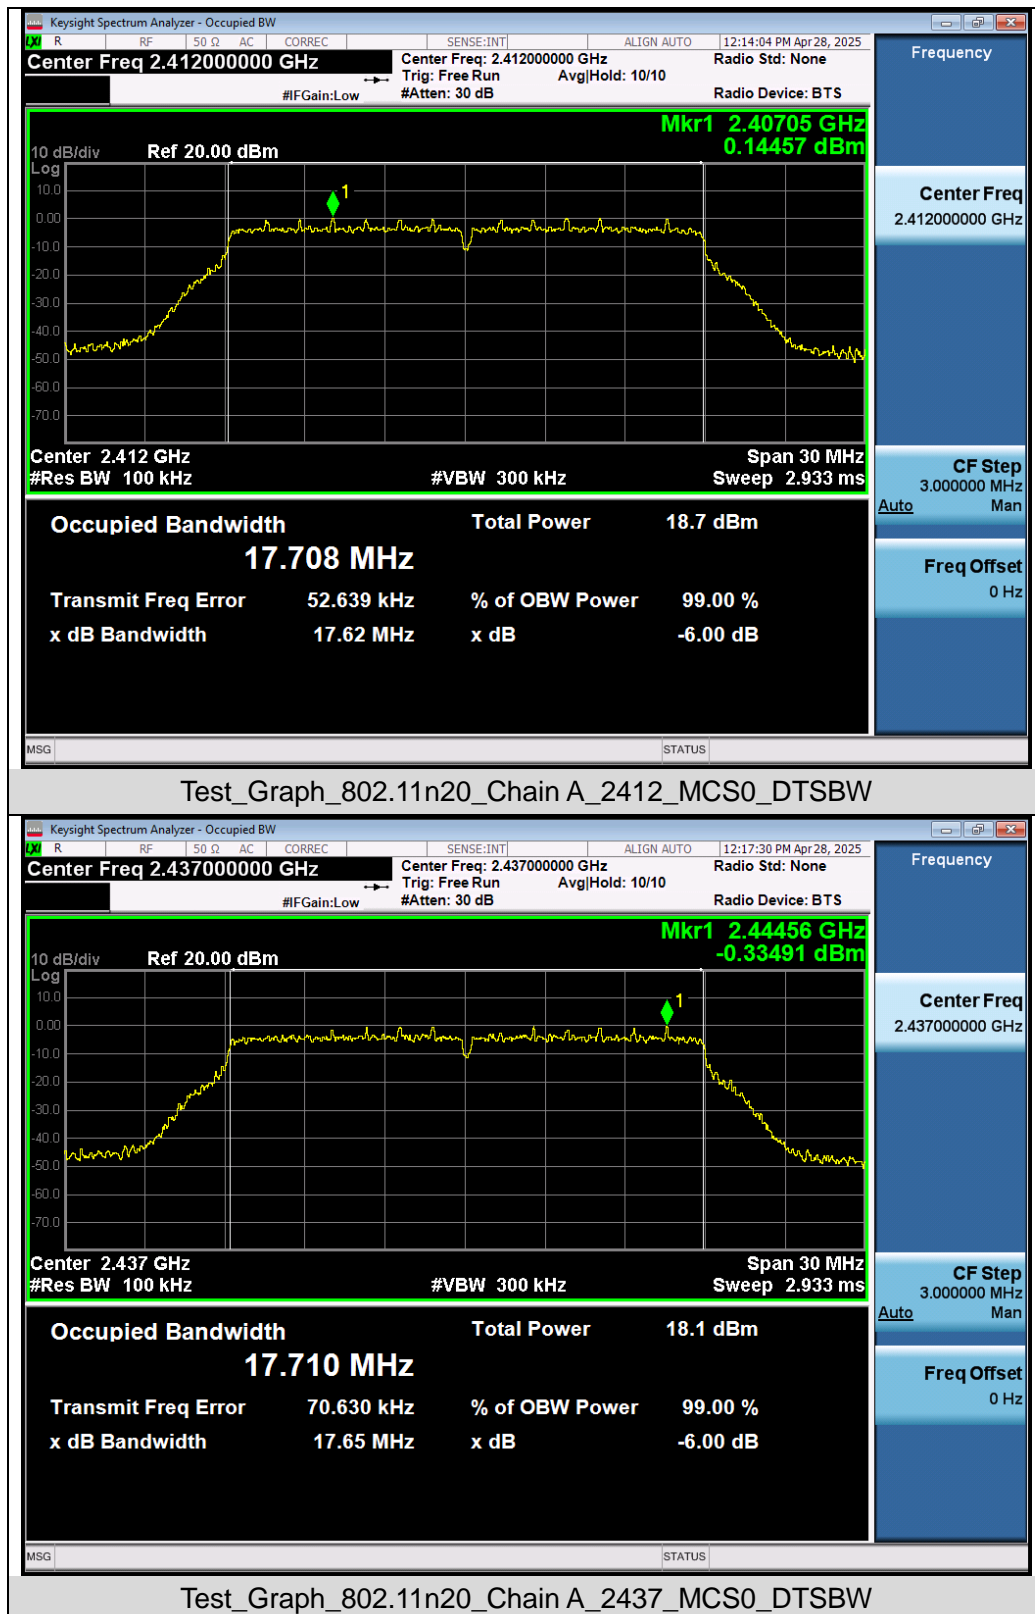 Keysight Spectrum Analyzer - Occupied BW
LXI R RF 50 Ω AC CORREC SENSE:INT ALIGN AUTO 12:14:04 PM Apr 28, 2025
Center Freq 2.412000000 GHz
Center Freq: 2.412000000 GHz Radio Std: None
Trig: Free Run Avg|Hold: 10/10
#IFGain:Low #Atten: 30 dB Radio Device: BTS
Frequency
Mkr1 2.40705 GHz
0.14457 dBm
10 dB/div Ref 20.00 dBm
Log
10.0
0.00
-10.0
-20.0
-30.0
-40.0
-50.0
-60.0
-70.0
1
Center 2.412 GHz Span 30 MHz
#Res BW 100 kHz #VBW 300 kHz Sweep 2.933 ms
Center Freq
2.412000000 GHz
CF Step
3.000000 MHz
Auto Man
Freq Offset
0 Hz
Occupied Bandwidth Total Power 18.7 dBm
17.708 MHz
Transmit Freq Error 52.639 kHz % of OBW Power 99.00 %
x dB Bandwidth 17.62 MHz x dB -6.00 dB
MSG STATUS
Test_Graph_802.11n20_Chain A_2412_MCS0_DTSBW
Keysight Spectrum Analyzer - Occupied BW
LXI R RF 50 Ω AC CORREC SENSE:INT ALIGN AUTO 12:17:30 PM Apr 28, 2025
Center Freq 2.437000000 GHz
Center Freq: 2.437000000 GHz Radio Std: None
Trig: Free Run Avg|Hold: 10/10
#IFGain:Low #Atten: 30 dB Radio Device: BTS
Frequency
Mkr1 2.44456 GHz
-0.33491 dBm
10 dB/div Ref 20.00 dBm
Log
10.0
0.00
-10.0
-20.0
-30.0
-40.0
-50.0
-60.0
-70.0
1
Center 2.437 GHz Span 30 MHz
#Res BW 100 kHz #VBW 300 kHz Sweep 2.933 ms
Center Freq
2.437000000 GHz
CF Step
3.000000 MHz
Auto Man
Freq Offset
0 Hz
Occupied Bandwidth Total Power 18.1 dBm
17.710 MHz
Transmit Freq Error 70.630 kHz % of OBW Power 99.00 %
x dB Bandwidth 17.65 MHz x dB -6.00 dB
MSG STATUS
Test_Graph_802.11n20_Chain A_2437_MCS0_DTSBW